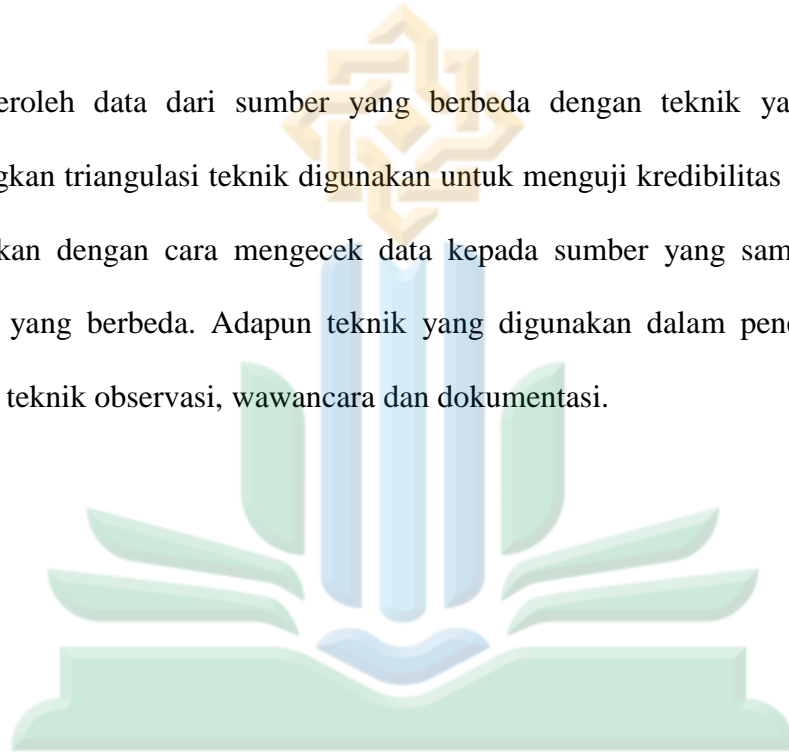 eroleh data dari sumber yang berbeda dengan teknik ya
gkan triangulasi teknik digunakan untuk menguji kredibilitas
kan dengan cara mengecek data kepada sumber yang sam
yang berbeda. Adapun teknik yang digunakan dalam pene
teknik observasi, wawancara dan dokumentasi.